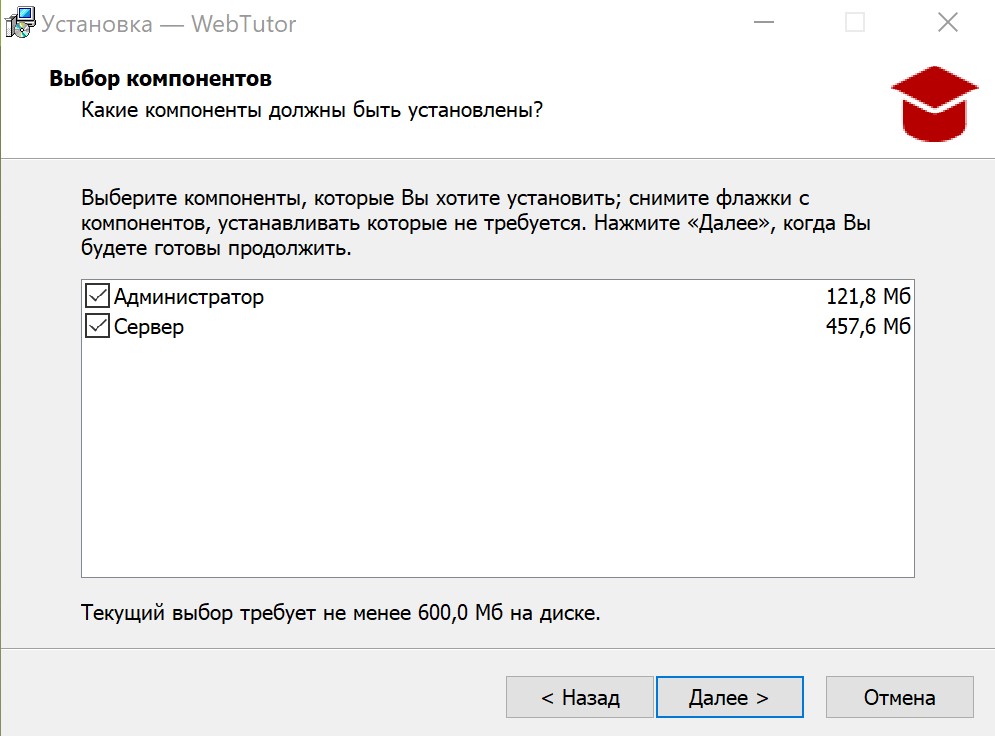 Установка — WebTutor
Выбор компонентов
Какие компоненты должны быть установлены?
Выберите компоненты, которые Вы хотите установить; снимите флажки с
компонентов, устанавливать которые не требуется. Нажмите «Далее», когда Вы
будете готовы продолжить.
Администратор 121,8 Мб
Сервер 457,6 Мб
Текущий выбор требует не менее 600,0 Мб на диске.
< Назад Далее > Отмена